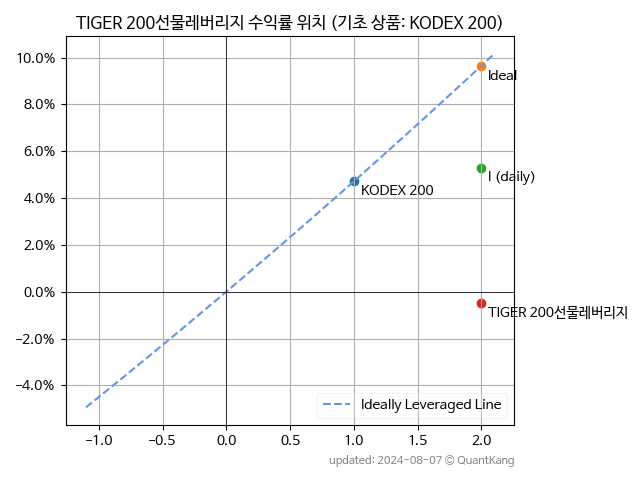 TIGER 200선물레버리지 수익률 위치 (기초 상품: KODEX 200)
10.0%
8.0%
6.0%
4.0%
2.0%
0.0%
−2.0%
−4.0%
Ideal
I (daily)
KODEX 200
TIGER 200선물레버리지
Ideally Leveraged Line
−1.0 −0.5 0.0 0.5 1.0 1.5 2.0
updated: 2024-08-07 © QuantKang